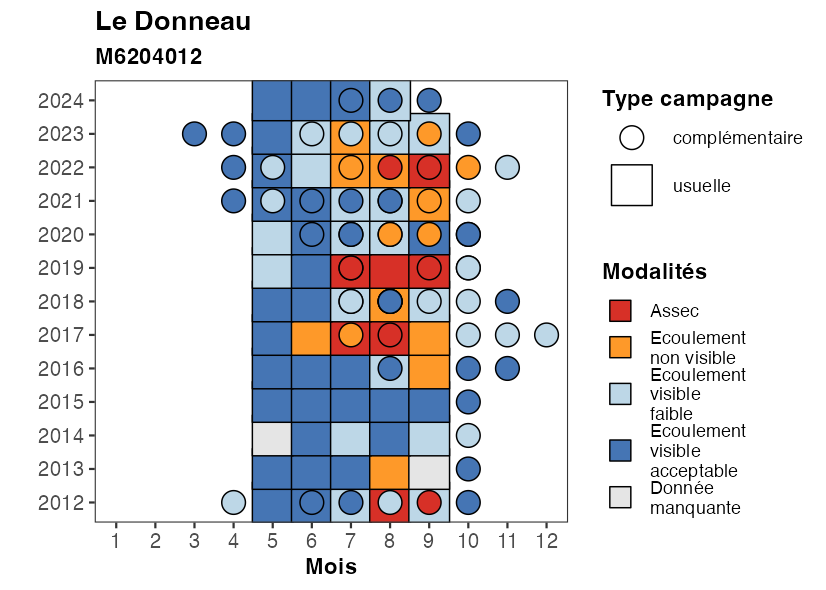 Le Donneau
M6204012
2024
2023
2022
2021
2020
2019
2018
2017
2016
2015
2014
2013
2012
1 2 3 4 5 6 7 8 9 10 11 12
Mois
Type campagne
complémentaire
usuelle
Modalités
Assec
Ecoulement
non visible
Ecoulement
visible
faible
Ecoulement
visible
acceptable
Donnée
manquante